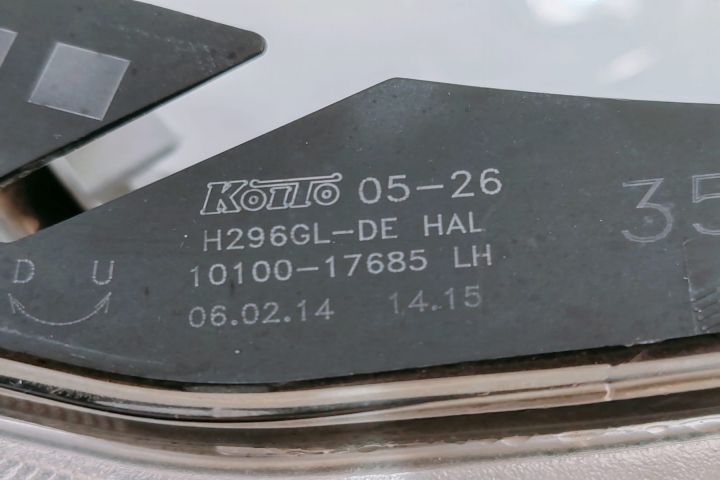 KOITO 05-26
H296GL-DE HAL
10100-17685 LH
06.02.14 14.15
D U
35